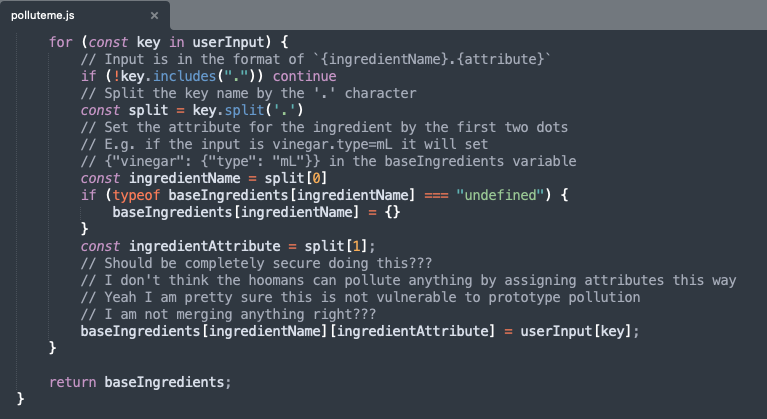 polluteme.js ×
for (const key in userInput) {
// Input is in the format of `{ingredientName}.{attribute}`
if (!key.includes(".")) continue
// Split the key name by the '.' character
const split = key.split('.')
// Set the attribute for the ingredient by the first two dots
// E.g. if the input is vinegar.type=mL it will set
// {"vinegar": {"type": "mL"}} in the baseIngredients variable
const ingredientName = split[0]
if (typeof baseIngredients[ingredientName] === "undefined") {
baseIngredients[ingredientName] = {}
}
const ingredientAttribute = split[1];
// Should be completely secure doing this???
// I don't think the hoomans can pollute anything by assigning attributes this way
// Yeah I am pretty sure this is not vulnerable to prototype pollution
// I am not merging anything right???
baseIngredients[ingredientName][ingredientAttribute] = userInput[key];
}
return baseIngredients;
}